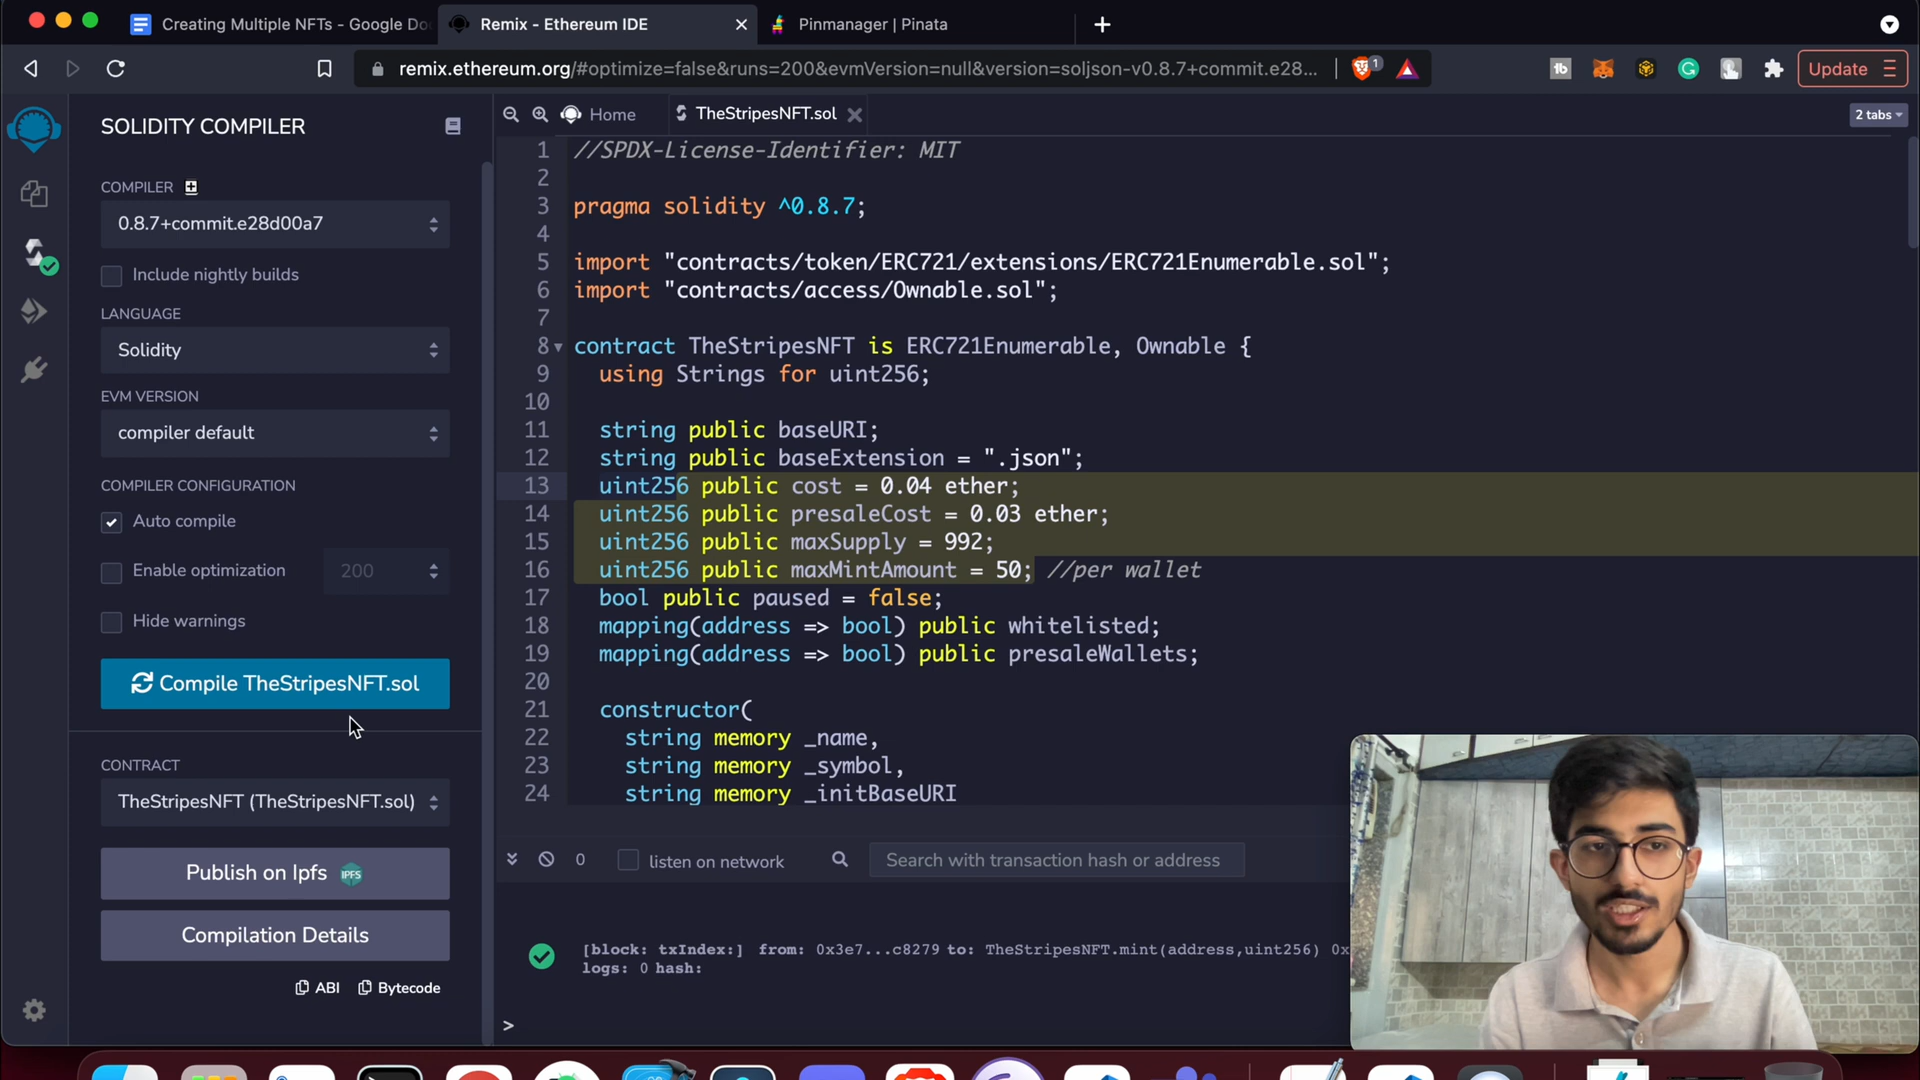 Creating Multiple NFTs - Google Do
Remix - Ethereum IDE
Pinmanager | Pinata
remix.ethereum.org/#optimize=false&runs=200&evmVersion=null&version=soljson-v0.8.7+commit.e28...
1
tb
Update
SOLIDITY COMPILER
COMPILER
0.8.7+commit.e28d00a7
Include nightly builds
LANGUAGE
Solidity
EVM VERSION
compiler default
COMPILER CONFIGURATION
Auto compile
Enable optimization
200
Hide warnings
Compile TheStripesNFT.sol
CONTRACT
TheStripesNFT (TheStripesNFT.sol)
Publish on Ipfs
IPFS
Compilation Details
ABI
Bytecode
Home
TheStripesNFT.sol
2 tabs
1 //SPDX-License-Identifier: MIT
2
3 pragma solidity ^0.8.7;
4
5 import "contracts/token/ERC721/extensions/ERC721Enumerable.sol";
6 import "contracts/access/Ownable.sol";
7
8 contract TheStripesNFT is ERC721Enumerable, Ownable {
9 using Strings for uint256;
10
11 string public baseURI;
12 string public baseExtension = ".json";
13 uint256 public cost = 0.04 ether;
14 uint256 public presaleCost = 0.03 ether;
15 uint256 public maxSupply = 992;
16 uint256 public maxMintAmount = 50; //per wallet
17 bool public paused = false;
18 mapping(address => bool) public whitelisted;
19 mapping(address => bool) public presaleWallets;
20
21 constructor(
22 string memory _name,
23 string memory _symbol,
24 string memory _initBaseURI
0
listen on network
Search with transaction hash or address
[block: txIndex:] from: 0x3e7...c8279 to: TheStripesNFT.mint(address,uint256) 0x
logs: 0 hash:
>